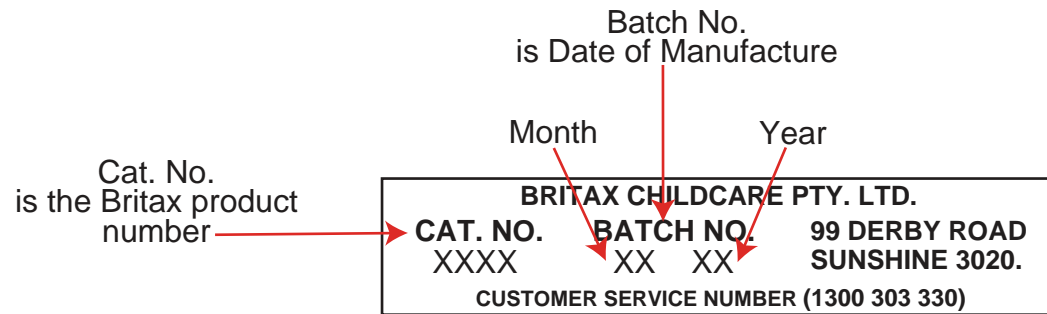 Batch No.
is Date of Manufacture
Month
Year
Cat. No.
is the Britax product
number
BRITAX CHILDCARE PTY. LTD.
CAT. NO. BATCH NO. 99 DERBY ROAD
XXXX XX XX SUNSHINE 3020.
CUSTOMER SERVICE NUMBER (1300 303 330)